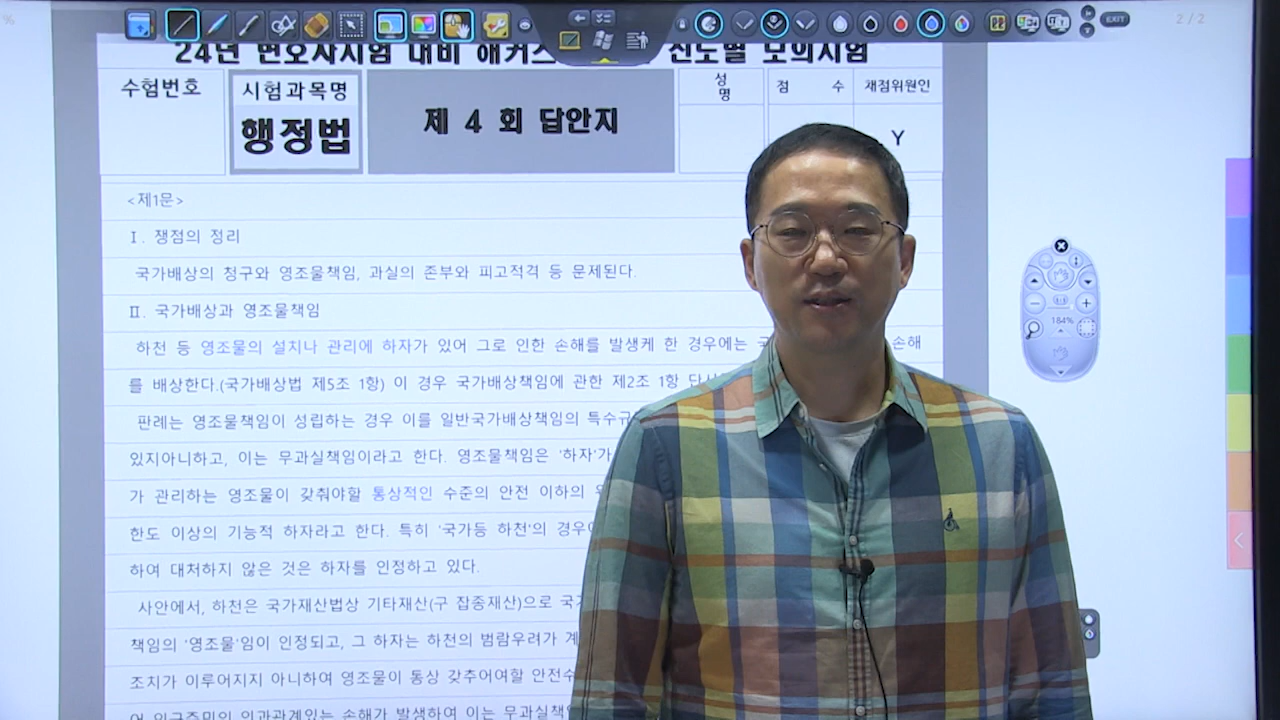 EXIT
2 / 2
24년 변호사시험 대비 해커스 진도별 모의시험
수험번호
시험과목명
행정법
제 4 회 답안지
성명
점 수
채점위원인
Y
<제1문>
Ⅰ. 쟁점의 정리
국가배상의 청구와 영조물책임, 과실의 존부와 피고적격 등 문제된다.
Ⅱ. 국가배상과 영조물책임
하천 등 영조물의 설치나 관리에 하자가 있어 그로 인한 손해를 발생케 한 경우에는 손해
를 배상한다.(국가배상법 제5조 1항) 이 경우 국가배상책임에 관한 제2조 1항
판례는 영조물책임이 성립하는 경우 이를 일반국가배상책임의
있지아니하고, 이는 무과실책임이라고 한다. 영조물책임은 '하자'가
가 관리하는 영조물이 갖춰야할 통상적인 수준의 안전 이하의
한도 이상의 기능적 하자라고 한다. 특히 '국가등 하천'의
하여 대처하지 않은 것은 하자를 인정하고 있다.
사안에서, 하천은 국가재산법상 기타재산(구 잡종재산)으로
책임의 '영조물'임이 인정되고, 그 하자는 하천의 범람우려가
조치가 이루어지지 아니하여 영조물이 통상 갖추어여할
손해가 발생하여 이는
184%